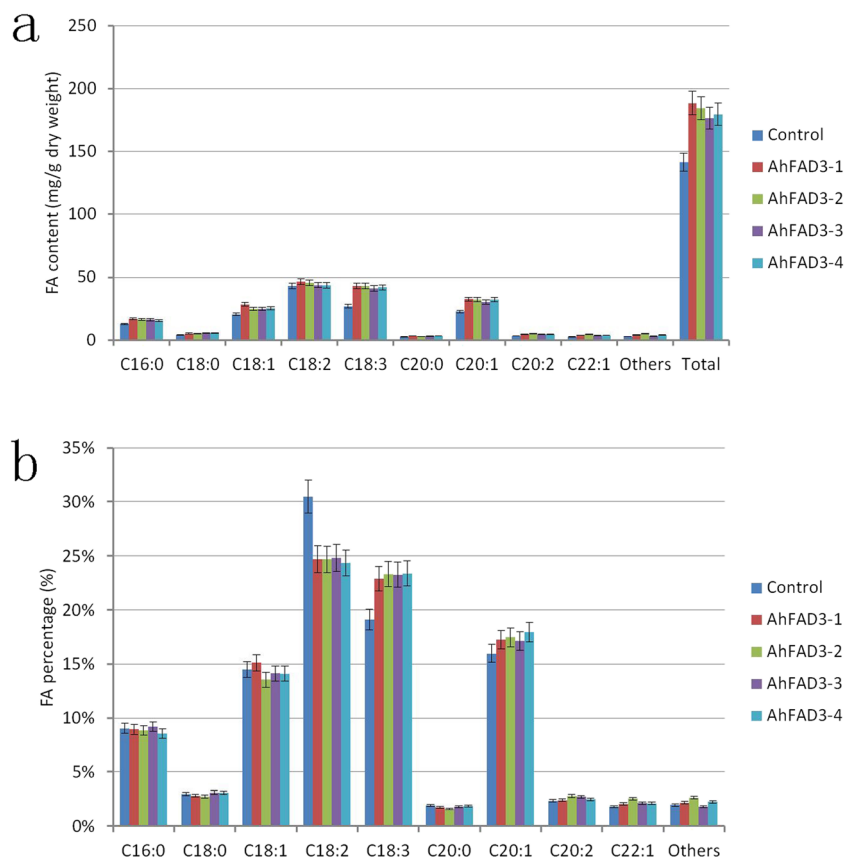 a
FA content (mg/g dry weight)
250
200
150
100
50
0
C16:0 C18:0 C18:1 C18:2 C18:3 C20:0 C20:1 C20:2 C22:1 Others Total
Control
AhFAD3-1
AhFAD3-2
AhFAD3-3
AhFAD3-4
b
FA percentage (%)
35%
30%
25%
20%
15%
10%
5%
0%
C16:0 C18:0 C18:1 C18:2 C18:3 C20:0 C20:1 C20:2 C22:1 Others
Control
AhFAD3-1
AhFAD3-2
AhFAD3-3
AhFAD3-4